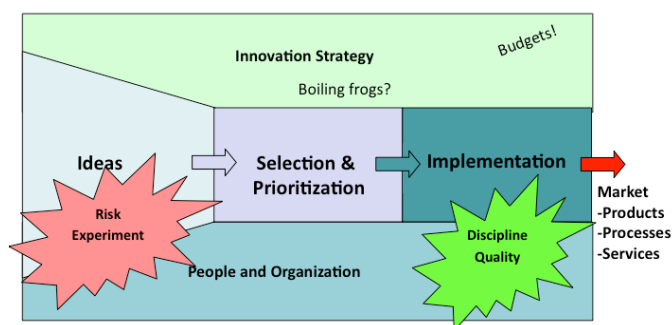 Budgets!
Innovation Strategy
Boiling frogs?
Ideas
Selection &
Prioritization
Implementation
Market
-Products
-Processes
-Services
Risk
Experiment
Discipline
Quality
People and Organization